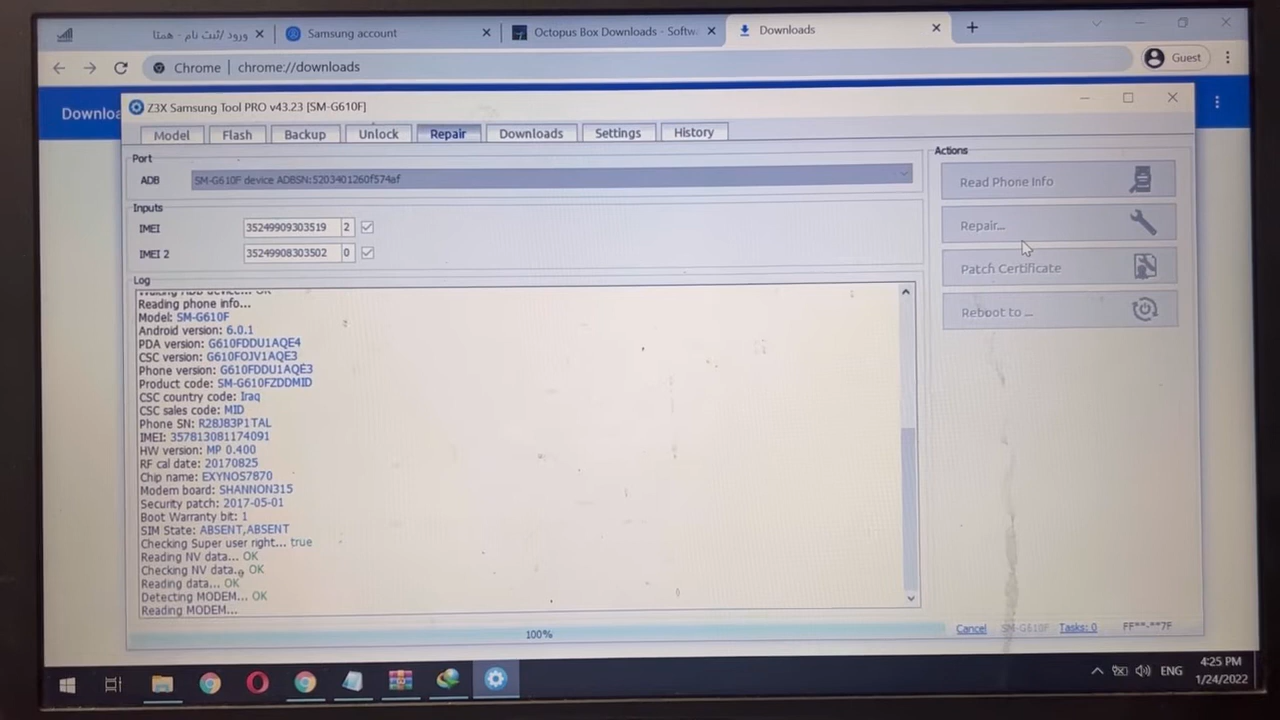 ورود /ثبت نام - همتا
Samsung account
Octopus Box Downloads - Softw
Downloads
Chrome | chrome://downloads
Guest
Downloa
Z3X Samsung Tool PRO v43.23 [SM-G610F]
Model
Flash
Backup
Unlock
Repair
Downloads
Settings
History
Port
ADB
SM-G610F device ADBSN:5203401260f574af
Inputs
IMEI
35249909303519 2
IMEI 2
35249908303502 0
Log
Reading phone info...
Model: SM-G610F
Android version: 6.0.1
PDA version: G610FDDU1AQE4
CSC version: G610FOJV1AQE3
Phone version: G610FDDU1AQE3
Product code: SM-G610FZDDMID
CSC country code: Iraq
CSC sales code: MID
Phone SN: R28J83P1TAL
IMEI: 357813081174091
HW version: MP 0.400
RF cal date: 20170825
Chip name: EXYNOS7870
Modem board: SHANNON315
Security patch: 2017-05-01
Boot Warranty bit: 1
SIM State: ABSENT,ABSENT
Checking Super user right... true
Reading NV data... OK
Checking NV data... OK
Reading data... OK
Detecting MODEM... OK
Reading MODEM...
Actions
Read Phone Info
Repair...
Patch Certificate
Reboot to ...
100%
Cancel SM-G610F Tasks: 0 FF**-**7F
ENG
4:25 PM
1/24/2022